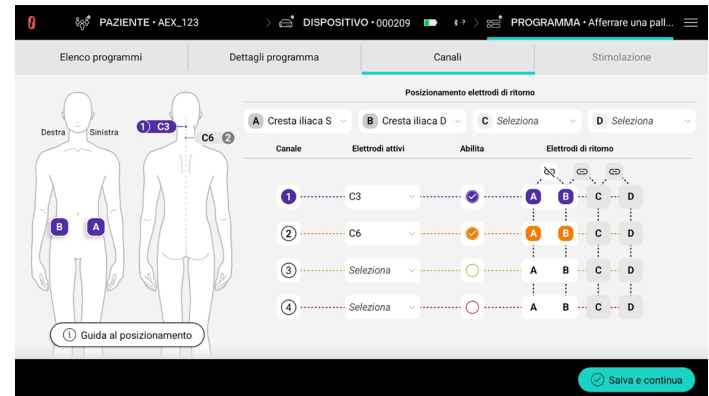 PAZIENTE • AEX_123
DISPOSITIVO • 000209
PROGRAMMA • Afferrare una pall...
Elenco programmi
Dettagli programma
Canali
Stimolazione
Destra
Sinistra
1 C3
C6 2
B
A
Guida al posizionamento
Posizionamento elettrodi di ritorno
A Cresta iliaca S
B Cresta iliaca D
C Seleziona
D Seleziona
Canale Elettrodi attivi Abilita Elettrodi di ritorno
1 C3 A B C D
2 C6 A B C D
3 Seleziona A B C D
4 Seleziona A B C D
Salva e continua